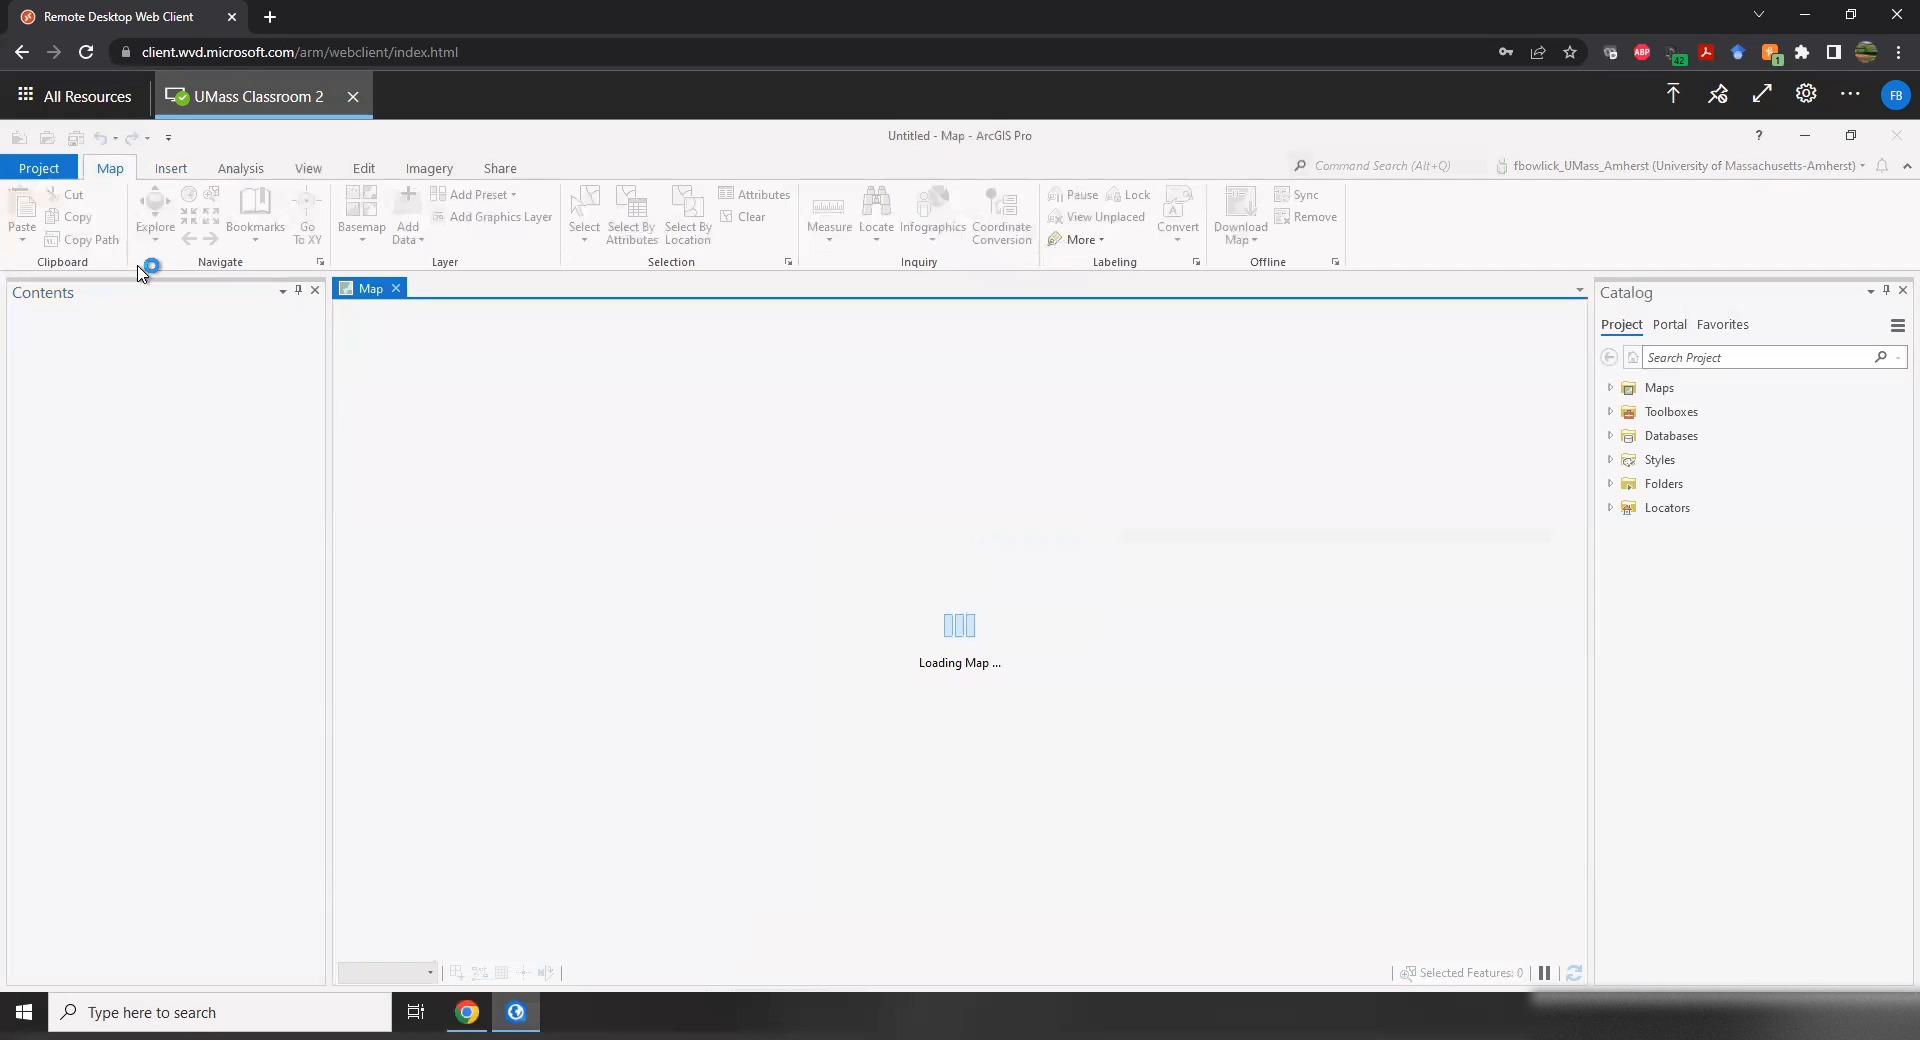 Remote Desktop Web Client
client.wvd.microsoft.com/arm/webclient/index.html
ABP
42
1
All Resources
UMass Classroom 2
FB
Untitled - Map - ArcGIS Pro
?
Project Map Insert Analysis View Edit Imagery Share
Command Search (Alt+Q)
fbowlick_UMass_Amherst (University of Massachusetts-Amherst)
Paste
Cut
Copy
Copy Path
Clipboard
Explore
Bookmarks
Go
To XY
Navigate
Basemap
Add
Data
Add Preset
Add Graphics Layer
Layer
Select
Select By
Attributes
Select By
Location
Attributes
Clear
Selection
Measure
Locate
Infographics
Coordinate
Conversion
Inquiry
Pause
Lock
View Unplaced
More
Convert
Labeling
Download
Map
Sync
Remove
Offline
Contents
Map
Loading Map ...
Selected Features: 0
Catalog
Project Portal Favorites
Search Project
Maps
Toolboxes
Databases
Styles
Folders
Locators
Type here to search